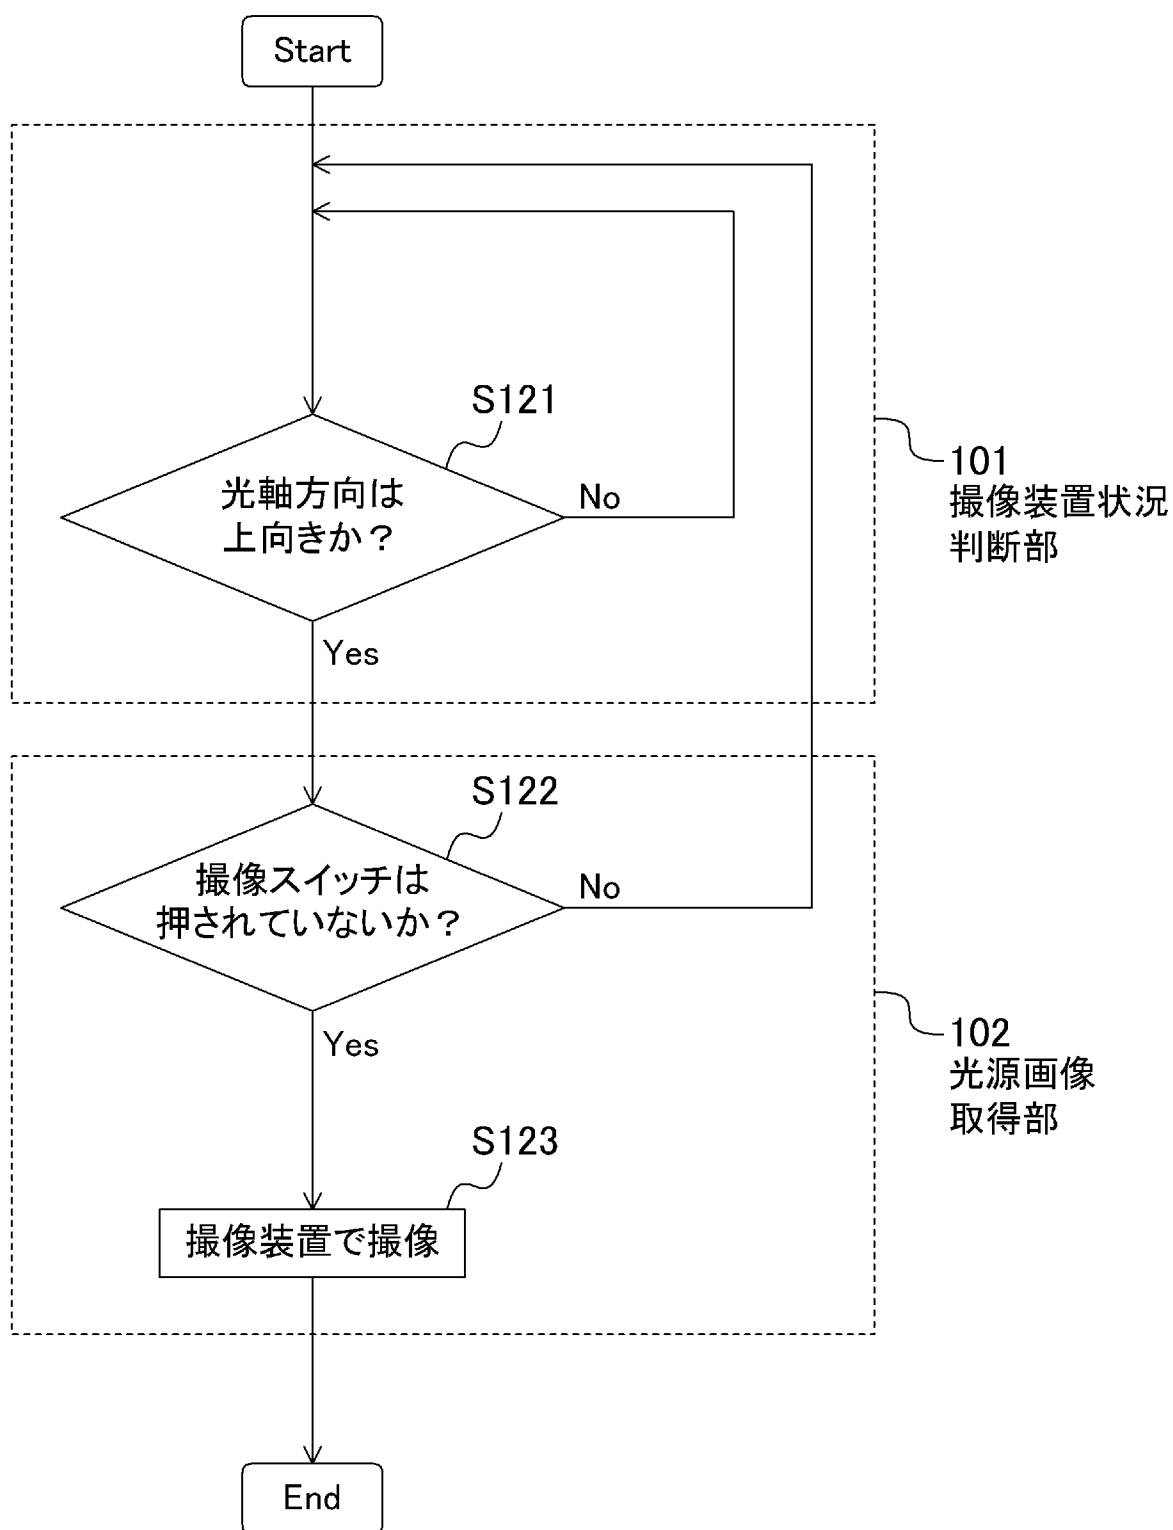 Start
S121
光軸方向は
上向きか？
No
Yes
101
撮像装置状況
判断部
S122
撮像スイッチは
押されていないか？
No
Yes
102
光源画像
取得部
S123
撮像装置で撮像
End